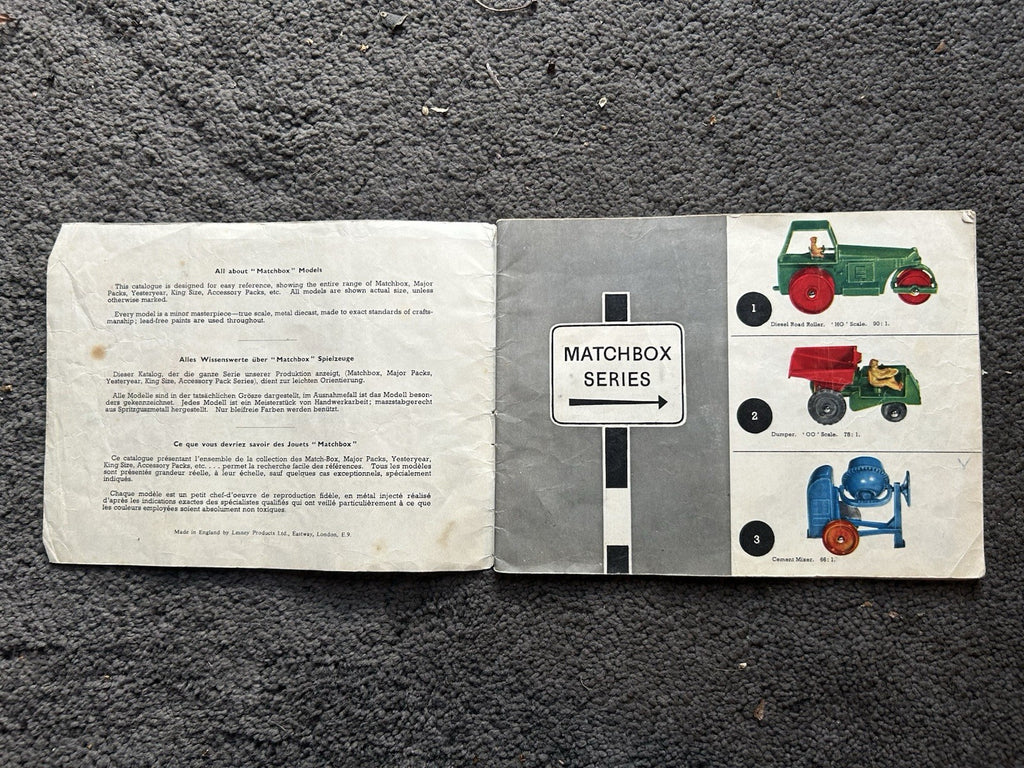 All about "Matchbox" Models
This catalogue is designed for easy reference, showing the entire range of Matchbox, Major
Packs, Yesteryear, King Size, Accessory Packs, etc. All models are shown actual size, unless
otherwise marked.
Every model is a minor masterpiece—true scale, metal diecast, made to exact standards of crafts-
manship; lead-free paints are used throughout.
Alles Wissenswerte über "Matchbox" Spielzeuge
Dieser Katalog, der die ganze Serie unserer Produktion anzeigt, (Matchbox, Major Packs,
Yesteryear, King Size, Accessory Pack Series), dient zur leichten Orientierung.
Alle Modelle sind in der tatsächlichen Grösze dargestellt, im Ausnahmefall ist das Modell beson-
ders gekennzeichnet. Jedes Modell ist ein Meisterstück von Handwerkarbeit; maszstabgerecht
aus Spritzguszmetall hergestellt. Nur bleifreie Farben werden benützt.
Ce que vous devriez savoir des Jouets "Matchbox"
Ce catalogue présentant l'ensemble de la collection des Match-Box, Major Packs, Yesteryear,
King Size, Accessory Packs, etc. . . . permet la recherche facile des références. Tous les modèles
sont présentés grandeur réelle, à leur échelle, sauf quelques cas exceptionnels, spécialement
indiqués.
Chaque modèle est un petit chef-d'oeuvre de reproduction fidèle, en métal injecté réalisé
d'après les indications exactes des spécialistes qualifiés qui ont veillé particulièrement à ce que
les couleurs employées soient absolument non toxiques.
Made in England by Lesney Products Ltd., Eastway, London, E.9.
MATCHBOX
SERIES
1
Diesel Road Roller. 'HO' Scale. 90:1.
2
Dumper. 'OO' Scale. 78:1.
3
Cement Mixer. 66:1.